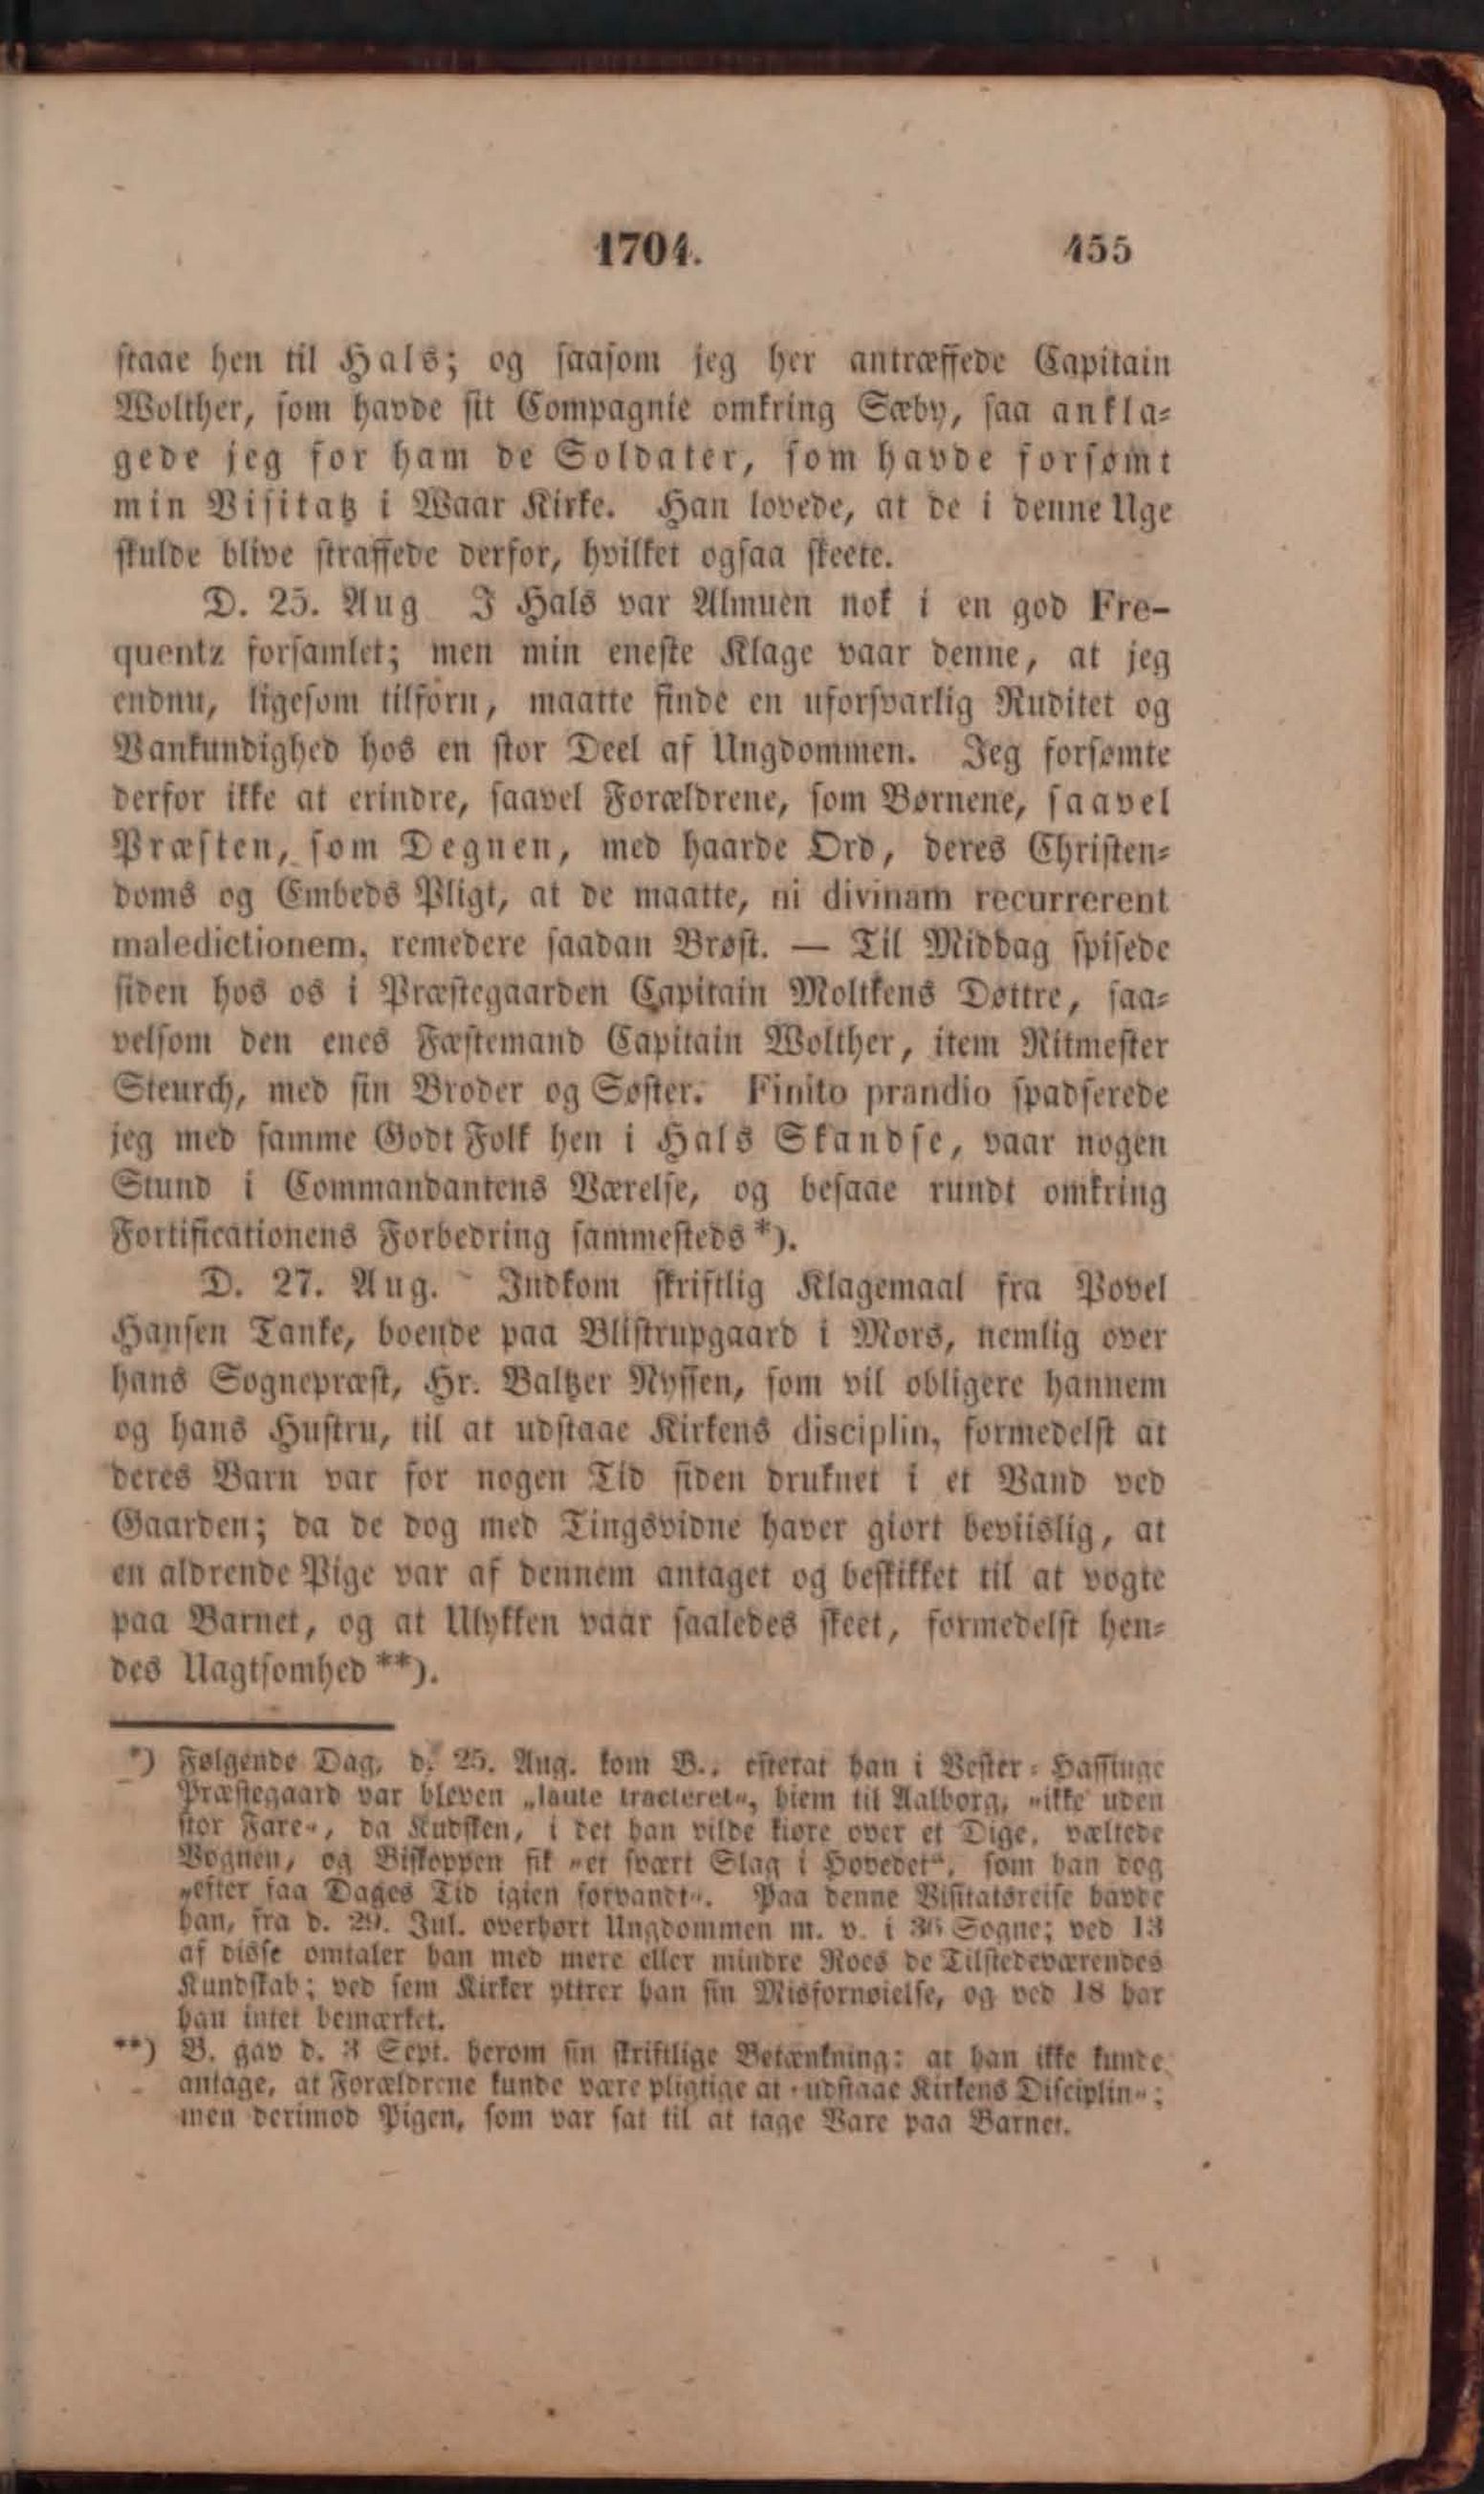 1704. 455
staae hen til Hals; og saasom jeg her antræffede Capitain
Wolther, som havde sit Compagnie omkring Sæby, saa ankla-
gede jeg for ham de Soldater, som havde forsømt
min Visitatz i Waar Kirke. Han lovede, at de i denne Uge
skulde blive straffede derfor, hvilket ogsaa skeete.
D. 25. Aug I Hals var Almuen nok i en god Fre-
quentz forsamlet; men min eneste Klage vaar denne, at jeg
endnu, ligesom tilførn, maatte finde en uforsvarlig Ruditet og
Vankundighed hos en stor Deel af Ungdommen. Jeg forsømte
derfor ikke at erindre, saavel Forældrene, som Børnene, saavel
Præsten, som Degnen, med haarde Ord, deres Christen-
doms og Embeds Pligt, at de maatte, ni divinam recurrerent
maledictionem, remedere saadan Brøst. — Til Middag spisede
siden hos os i Præstegaarden Capitain Moltkens Døttre, saa-
velsom den enes Fæstemand Capitain Wolther, item Ritmester
Steurch, med sin Broder og Søster. Finito prandio spadserede
jeg med samme Godt Folk hen i Hals Skandse, vaar nogen
Stund i Commandantens Værelse, og besaae rundt omkring
Fortificationens Forbedring sammesteds*).
D. 27. Aug. Indkom skriftlig Klagemaal fra Povel
Hansen Tanke, boende paa Blistrupgaard i Mors, nemlig over
hans Sognepræst, Hr. Baltzer Nyssen, som vil obligere hannem
og hans Hustru, til at udstaae Kirkens disciplin, formedelst at
deres Barn var for nogen Tid siden druknet i et Vand ved
Gaarden; da de dog med Tingsvidne haver giort beviislig, at
en aldrende Pige var af dennem antaget og beskikket til at vogte
paa Barnet, og at Ulykken vaar saaledes skeet, formedelst hen-
des Uagtsomhed**).
*) Følgende Dag, d. 25. Aug. kom B., efterat han i Vester-Hassinge
Præstegaard var bleven „laute tracteret“, hiem til Aalborg, „ikke uden
stor Fare“, da Kudsken, i det han vilde kiøre over et Dige, væltede
Vognen, og Biskoppen fik „et svært Slag i Hovedet“, som han dog
„efter faa Dages Tid igien forvandt“. Paa denne Visitatsreise havde
han, fra d. 29. Jul. overhørt Ungdommen m. v. i 36 Sogne; ved 13
af disse omtaler han med mere eller mindre Roes de Tilstedeværendes
Kundskab; ved fem Kirker yttrer han sin Misfornøielse, og ved 18 har
han intet bemærket.
**) B. gav d. 3 Sept. herom sin skriftlige Betænkning: at han ikke kunde
antage, at Forældrene kunde være pligtige at „udstaae Kirkens Disciplin“;
men derimod Pigen, som var sat til at tage Vare paa Barnet.